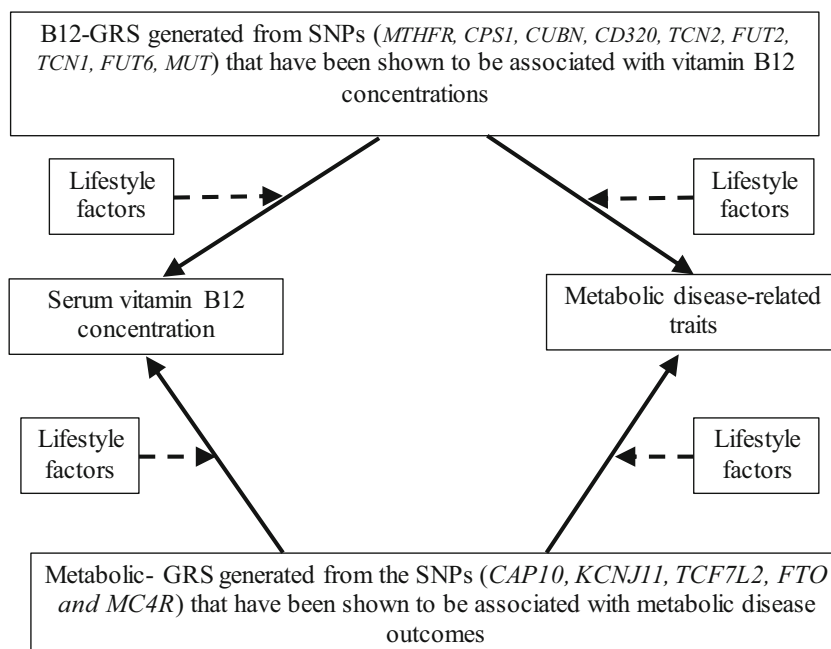 B12-GRS generated from SNPs (MTHFR, CPS1, CUBN, CD320, TCN2, FUT2,
TCN1, FUT6, MUT) that have been shown to be associated with vitamin B12
concentrations
Lifestyle
factors
Lifestyle
factors
Serum vitamin B12
concentration
Metabolic disease-related
traits
Lifestyle
factors
Lifestyle
factors
Metabolic- GRS generated from the SNPs (CAP10, KCNJ11, TCF7L2, FTO
and MC4R) that have been shown to be associated with metabolic disease
outcomes